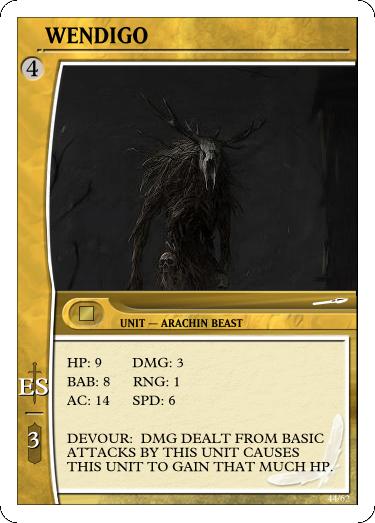 WENDIGO
4
UNIT — ARACHIN BEAST
HP: 9 DMG: 3
BAB: 8 RNG: 1
AC: 14 SPD: 6
DEVOUR: DMG DEALT FROM BASIC
ATTACKS BY THIS UNIT CAUSES
THIS UNIT TO GAIN THAT MUCH HP.
ES
3
44/62